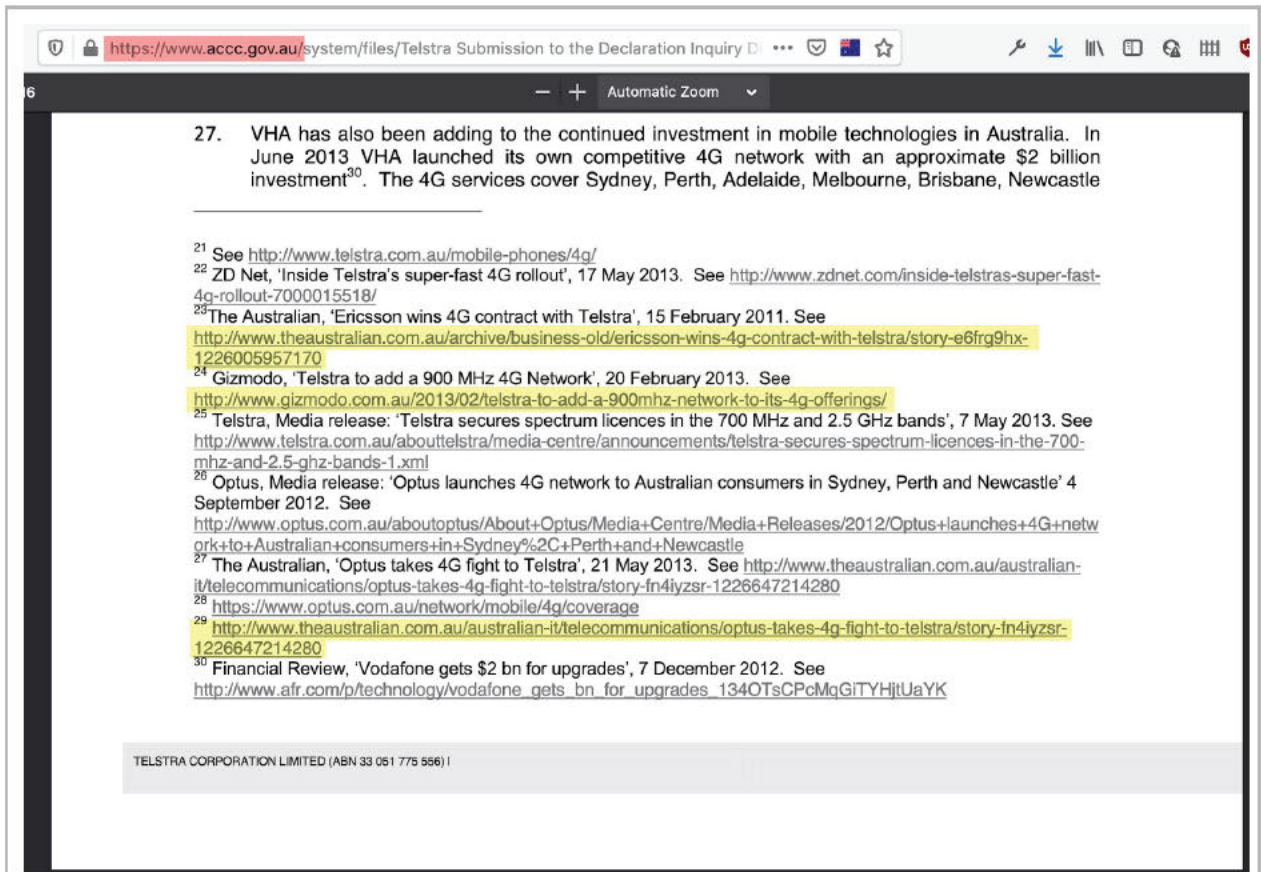 https://www.accc.gov.au/system/files/Telstra Submission to the Declaration Inquiry D
Automatic Zoom
27. VHA has also been adding to the continued investment in mobile technologies in Australia. In
June 2013 VHA launched its own competitive 4G network with an approximate $2 billion
investment30. The 4G services cover Sydney, Perth, Adelaide, Melbourne, Brisbane, Newcastle
21 See http://www.telstra.com.au/mobile-phones/4g/
22 ZD Net, 'Inside Telstra's super-fast 4G rollout', 17 May 2013. See http://www.zdnet.com/inside-telstras-super-fast-
4g-rollout-7000015518/
23The Australian, 'Ericsson wins 4G contract with Telstra', 15 February 2011. See
http://www.theaustralian.com.au/archive/business-old/ericsson-wins-4g-contract-with-telstra/story-e6frg9hx-
1226005957170
24 Gizmodo, 'Telstra to add a 900 MHz 4G Network', 20 February 2013. See
http://www.gizmodo.com.au/2013/02/telstra-to-add-a-900mhz-network-to-its-4g-offerings/
25 Telstra, Media release: 'Telstra secures spectrum licences in the 700 MHz and 2.5 GHz bands', 7 May 2013. See
http://www.telstra.com.au/abouttelstra/media-centre/announcements/telstra-secures-spectrum-licences-in-the-700-
mhz-and-2.5-ghz-bands-1.xml
26 Optus, Media release: 'Optus launches 4G network to Australian consumers in Sydney, Perth and Newcastle' 4
September 2012. See
http://www.optus.com.au/aboutoptus/About+Optus/Media+Centre/Media+Releases/2012/Optus+launches+4G+netw
ork+to+Australian+consumers+in+Sydney%2C+Perth+and+Newcastle
27 The Australian, 'Optus takes 4G fight to Telstra', 21 May 2013. See http://www.theaustralian.com.au/australian-
it/telecommunications/optus-takes-4g-fight-to-telstra/story-fn4iyzsr-1226647214280
28 https://www.optus.com.au/network/mobile/4g/coverage
29 http://www.theaustralian.com.au/australian-it/telecommunications/optus-takes-4g-fight-to-telstra/story-fn4iyzsr-
1226647214280
30 Financial Review, 'Vodafone gets $2 bn for upgrades', 7 December 2012. See
http://www.afr.com/p/technology/vodafone_gets_bn_for_upgrades_134OTsCPcMqGiTYHjtUaYK
TELSTRA CORPORATION LIMITED (ABN 33 051 775 556) |